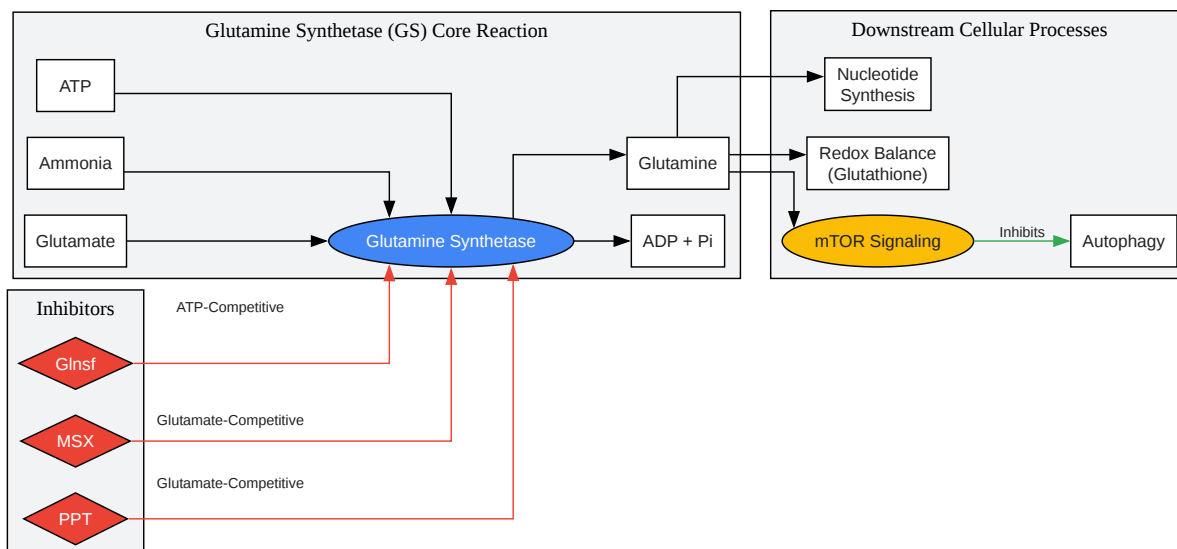 Glutamine Synthetase (GS) Core Reaction
ATP
Ammonia
Glutamate
Glutamine Synthetase
Glutamine
ADP + Pi
Downstream Cellular Processes
Nucleotide
Synthesis
Redox Balance
(Glutathione)
mTOR Signaling
Inhibits
Autophagy
Inhibitors
ATP-Competitive
Glnsf
Glutamate-Competitive
MSX
Glutamate-Competitive
PPT